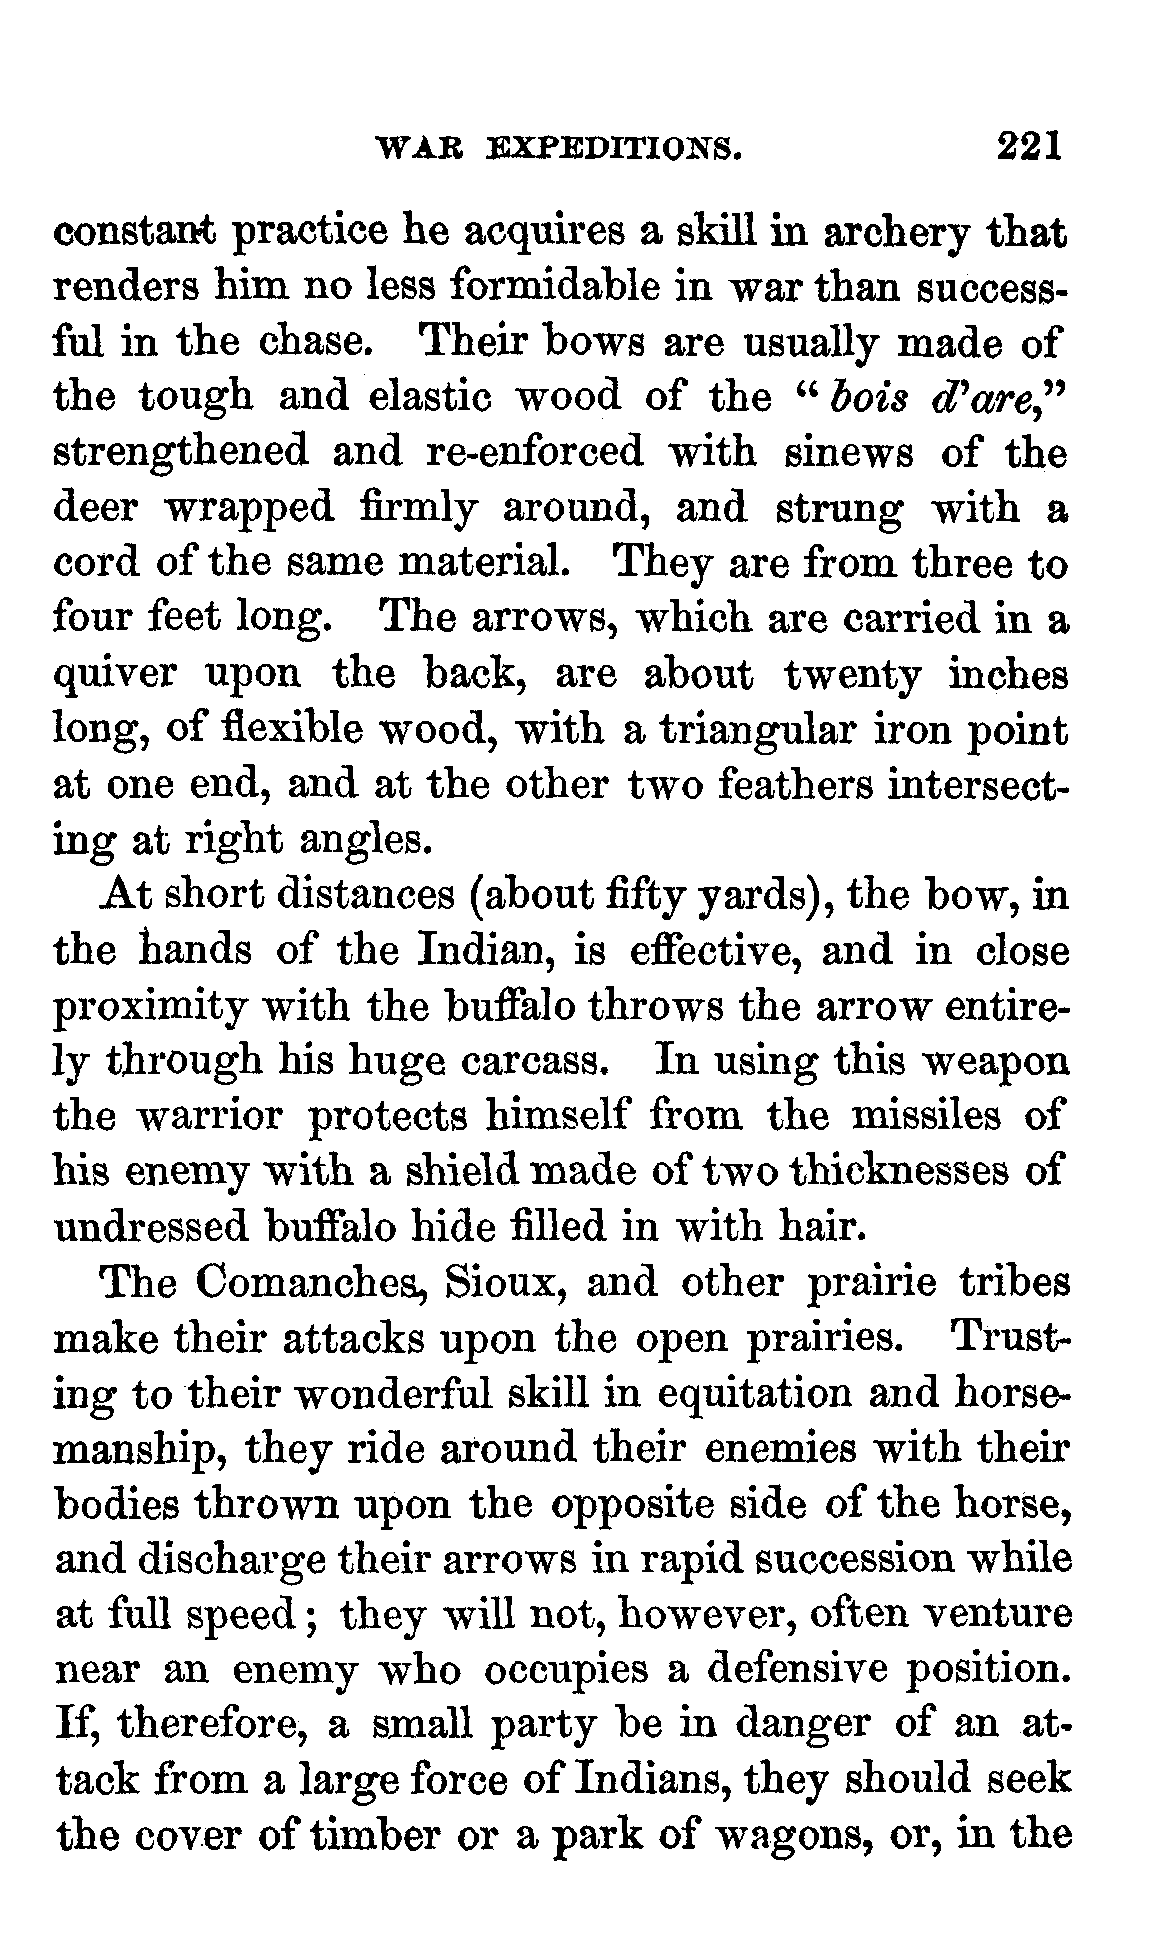 WAR EXPEDITIONS. 221
constant practice he acquires a skill in archery that
renders him no less formidable in war than success-
ful in the chase. Their bows are usually made of
the tough and elastic wood of the “ bois d’are,”
strengthened and re-enforced with sinews of the
deer wrapped firmly around, and strung with a
cord of the same material. They are from three to
four feet long. The arrows, which are carried in a
quiver upon the back, are about twenty inches
long, of flexible wood, with a triangular iron point
at one end, and at the other two feathers intersect-
ing at right angles.
At short distances (about fifty yards), the bow, in
the hands of the Indian, is effective, and in close
proximity with the buffalo throws the arrow entire-
ly through his huge carcass. In using this weapon
the warrior protects himself from the missiles of
his enemy with a shield made of two thicknesses of
undressed buffalo hide filled in with hair.
The Comanches, Sioux, and other prairie tribes
make their attacks upon the open prairies. Trust-
ing to their wonderful skill in equitation and horse-
manship, they ride around their enemies with their
bodies thrown upon the opposite side of the horse,
and discharge their arrows in rapid succession while
at full speed; they will not, however, often venture
near an enemy who occupies a defensive position.
If, therefore, a small party be in danger of an at-
tack from a large force of Indians, they should seek
the cover of timber or a park of wagons, or, in the